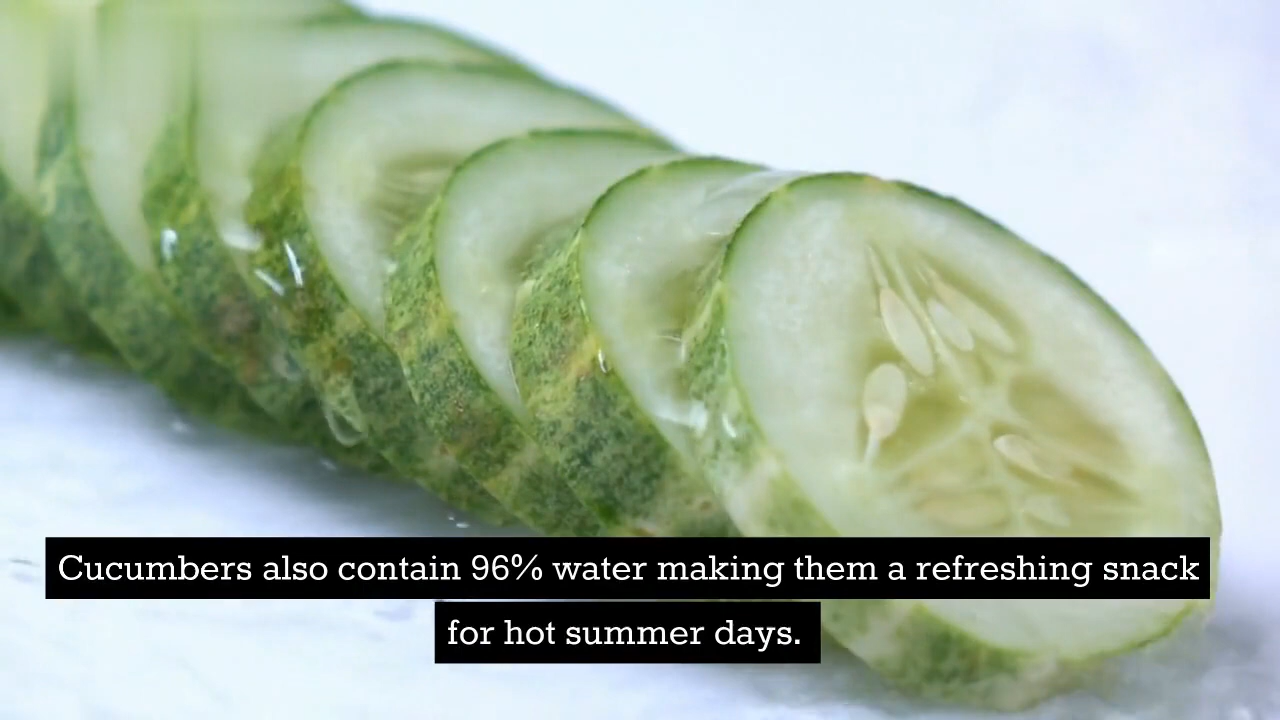 Cucumbers also contain 96% water making them a refreshing snack
for hot summer days.